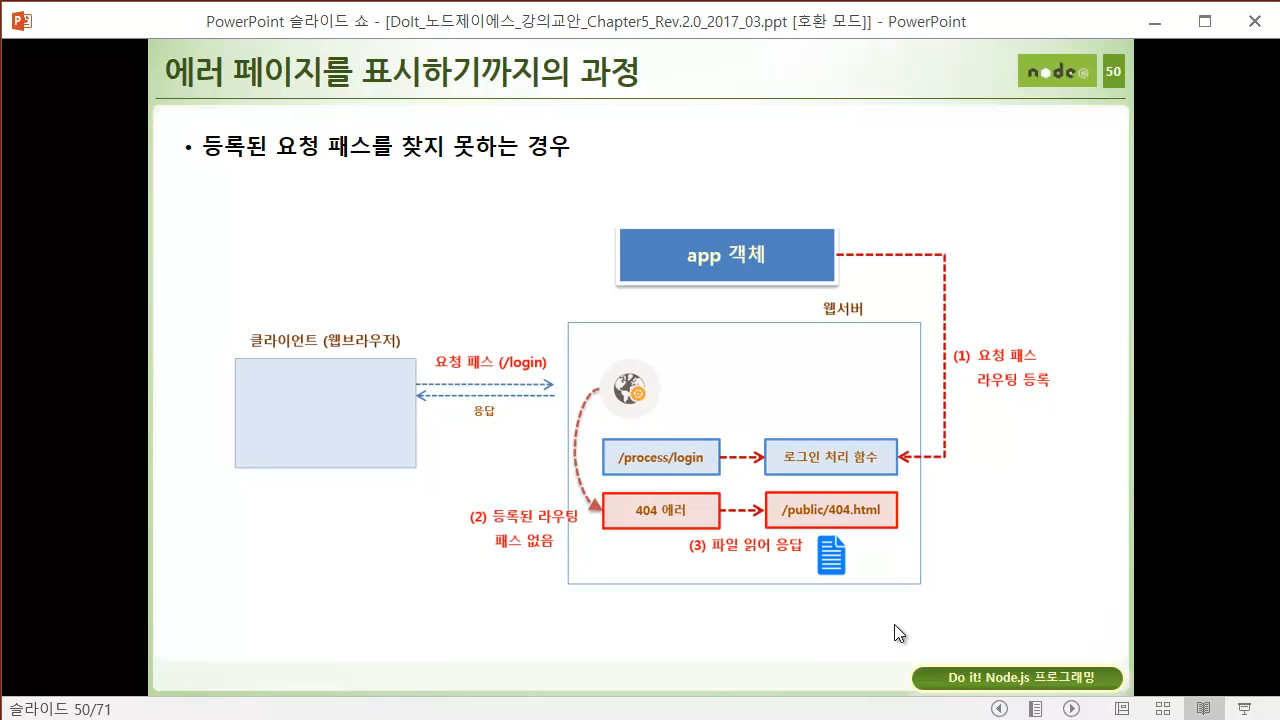 PowerPoint 슬라이드 쇼 - [DoIt_노드제이에스_강의교안_Chapter5_Rev.2.0_2017_03.ppt [호환 모드]] - PowerPoint
에러 페이지를 표시하기까지의 과정
node
50
• 등록된 요청 패스를 찾지 못하는 경우
app 객체
웹서버
클라이언트 (웹브라우저)
요청 패스 (/login)
응답
(1) 요청 패스
라우팅 등록
/process/login
로그인 처리 함수
404 에러
/public/404.html
(2) 등록된 라우팅
패스 없음
(3) 파일 읽어 응답
Do it! Node.js 프로그래밍
슬라이드 50/71